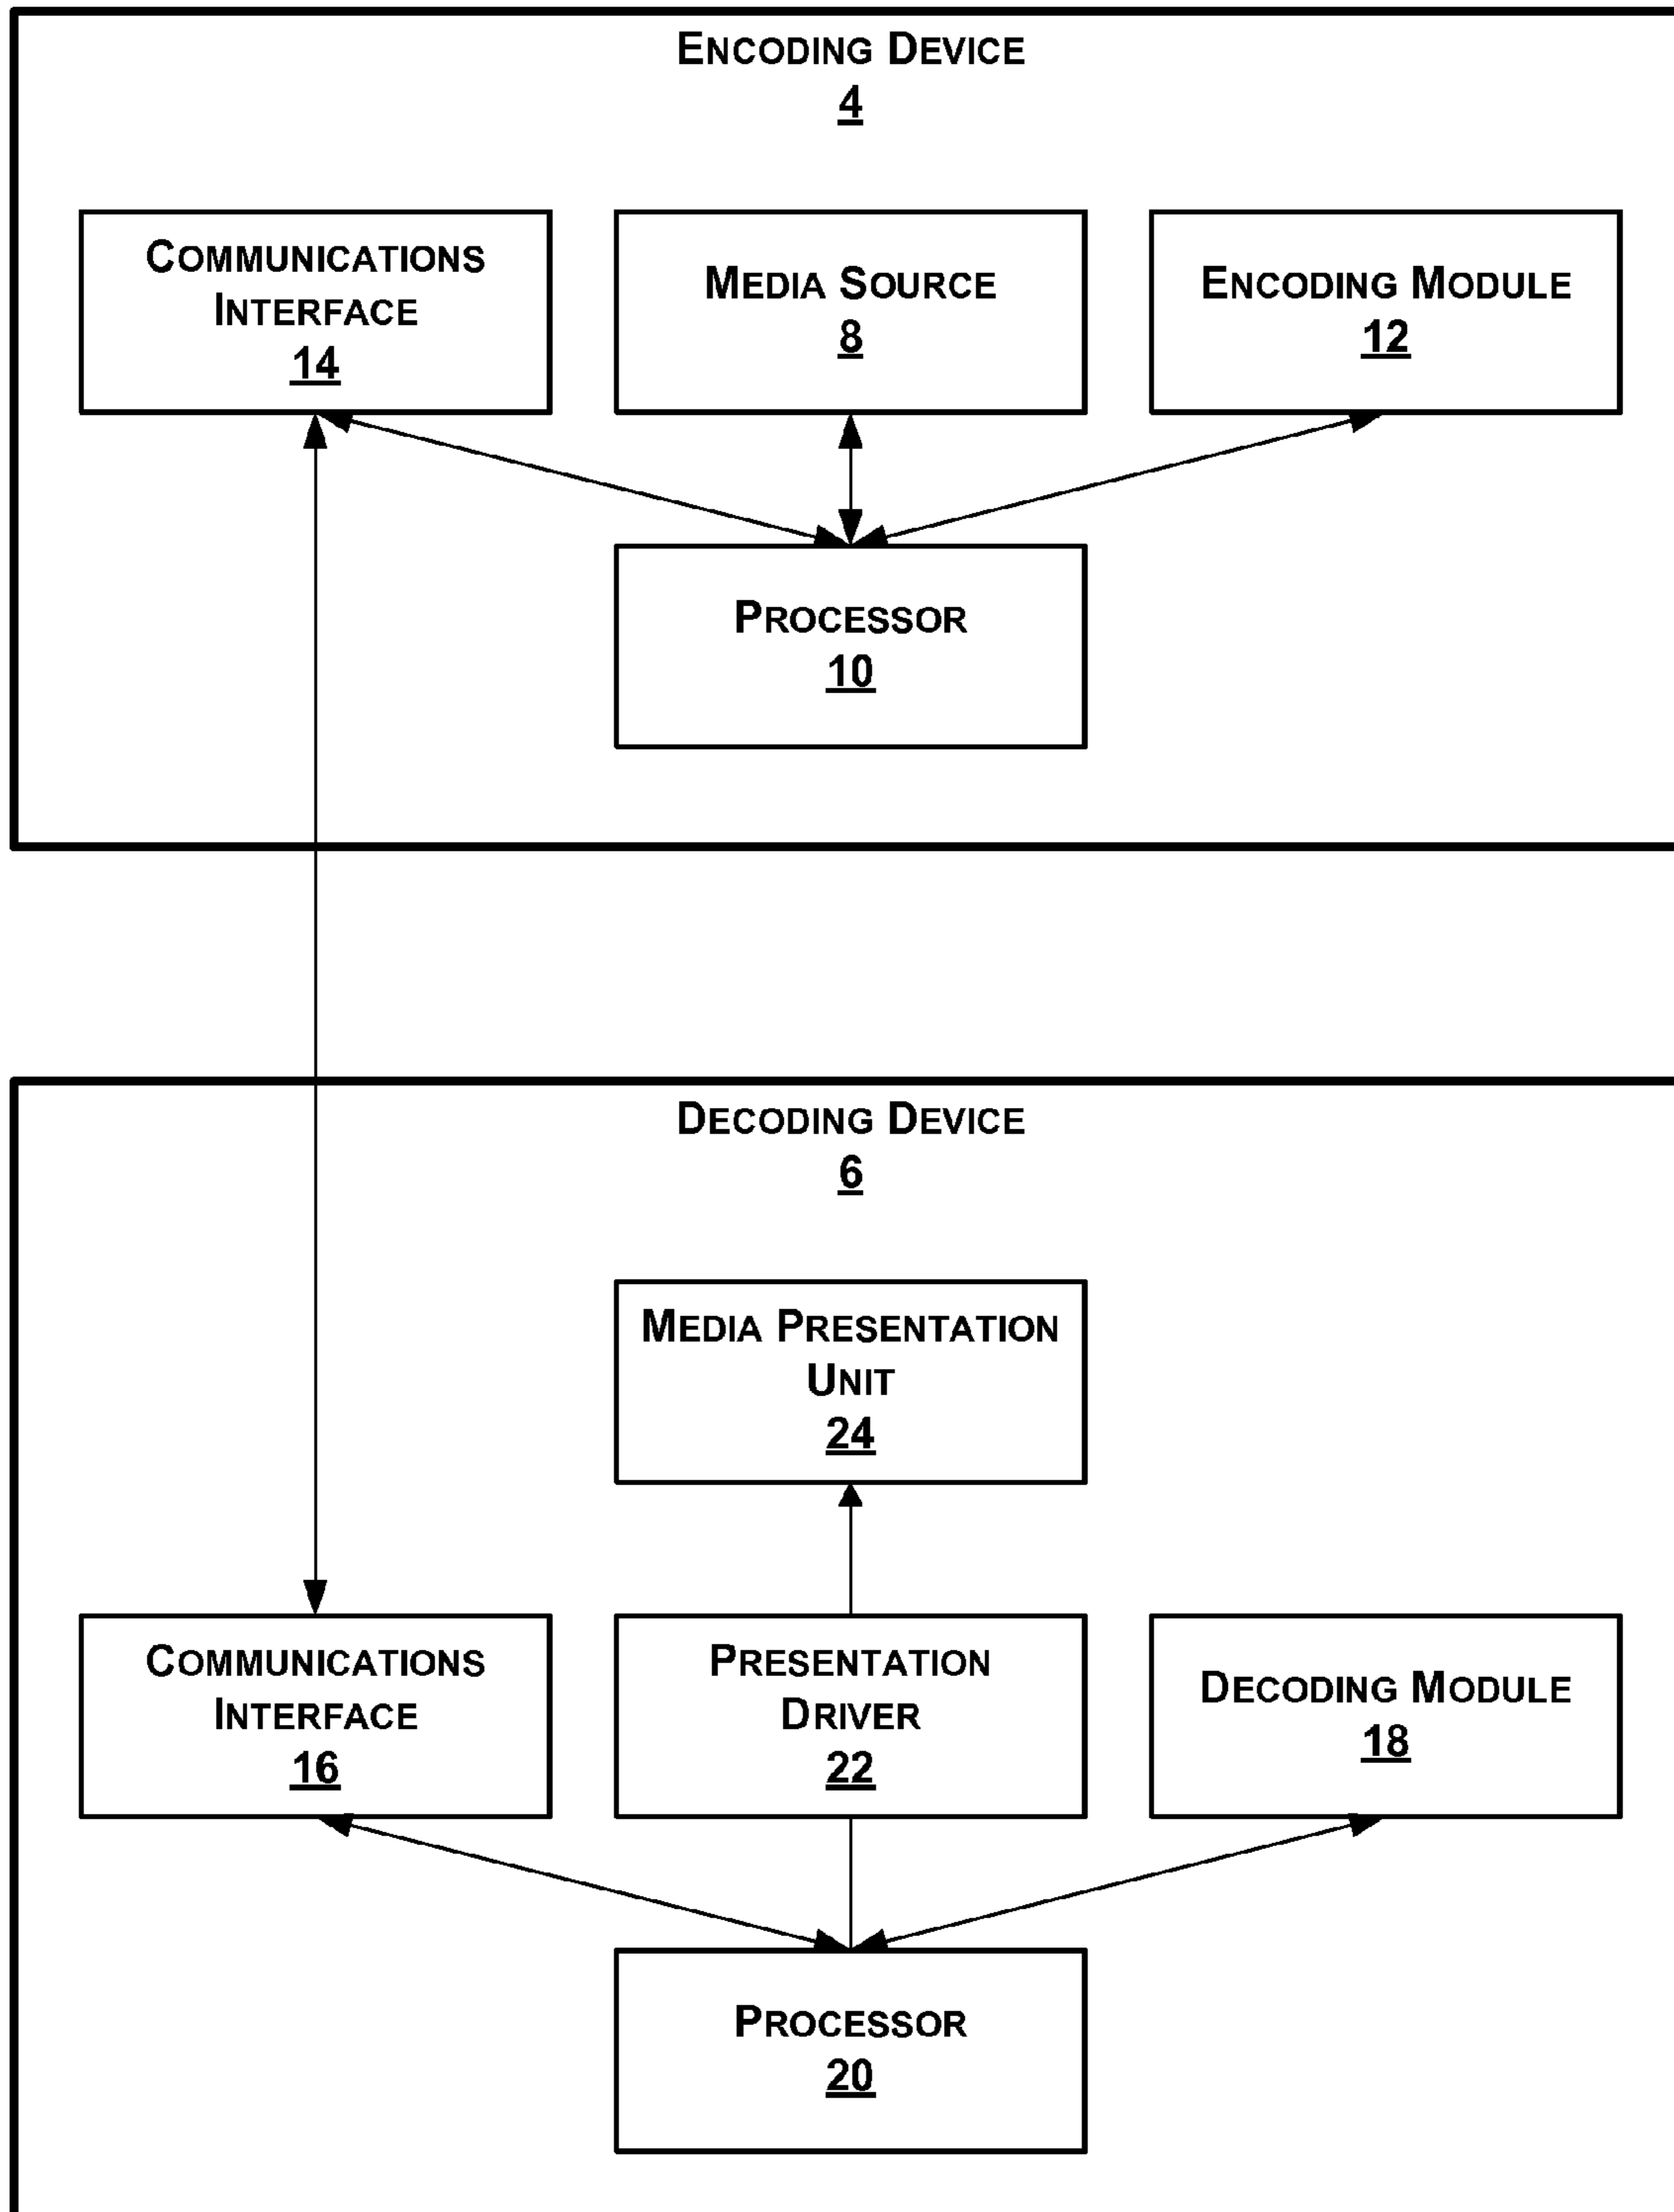 ENCODING DEVICE
4
COMMUNICATIONS
INTERFACE
14
MEDIA SOURCE
8
ENCODING MODULE
12
PROCESSOR
10
DECODING DEVICE
6
MEDIA PRESENTATION
UNIT
24
COMMUNICATIONS
INTERFACE
16
PRESENTATION
DRIVER
22
DECODING MODULE
18
PROCESSOR
20